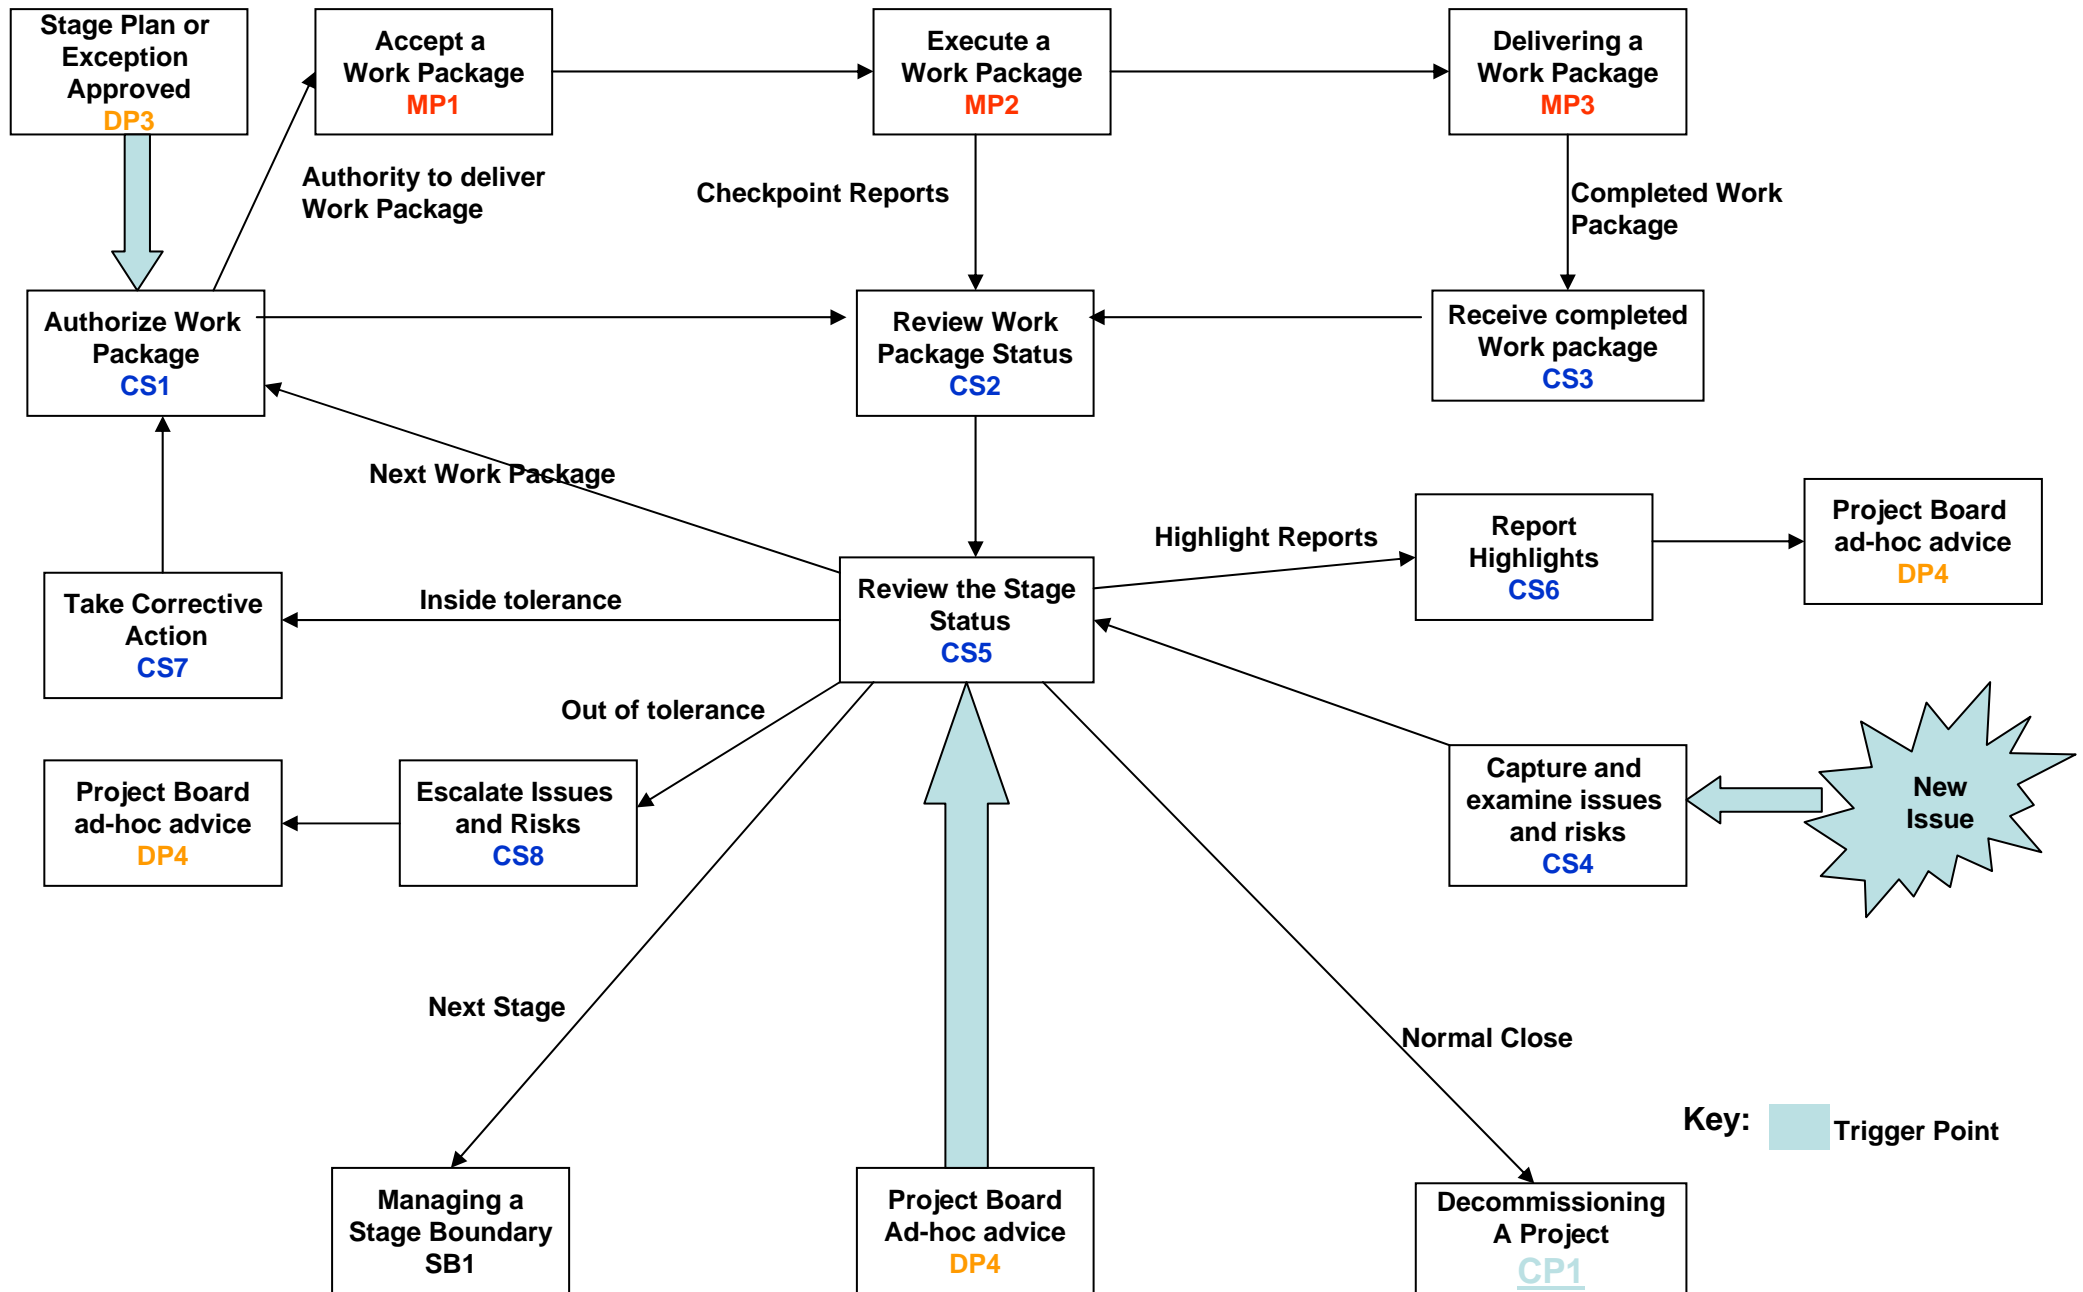 Stage Plan or
Exception
Approved
DP3
Accept a
Work Package
MP1
Execute a
Work Package
MP2
Delivering a
Work Package
MP3
Authority to deliver
Work Package
Checkpoint Reports
Completed Work
Package
Authorize Work
Package
CS1
Review Work
Package Status
CS2
Receive completed
Work package
CS3
Next Work Package
Highlight Reports
Report
Highlights
CS6
Project Board
ad-hoc advice
DP4
Take Corrective
Action
CS7
Inside tolerance
Review the Stage
Status
CS5
Out of tolerance
Project Board
ad-hoc advice
DP4
Escalate Issues
and Risks
CS8
Capture and
examine issues
and risks
CS4
New
Issue
Next Stage
Normal Close
Key:
Trigger Point
Managing a
Stage Boundary
SB1
Project Board
Ad-hoc advice
DP4
Decommissioning
A Project
CP1